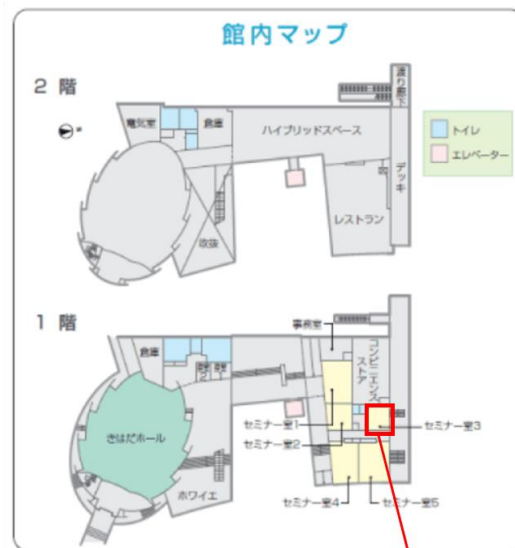 館内マップ
2 階
渡り廊下
電気室
倉庫
ハイブリッドスペース
トイレ
エレベーター
デッキ
吹抜
レストラン
1 階
事務室
倉庫
コンビニエンスストア
セミナー室1
きはだホール
セミナー室2
セミナー室3
ホワイエ
セミナー室4
セミナー室5